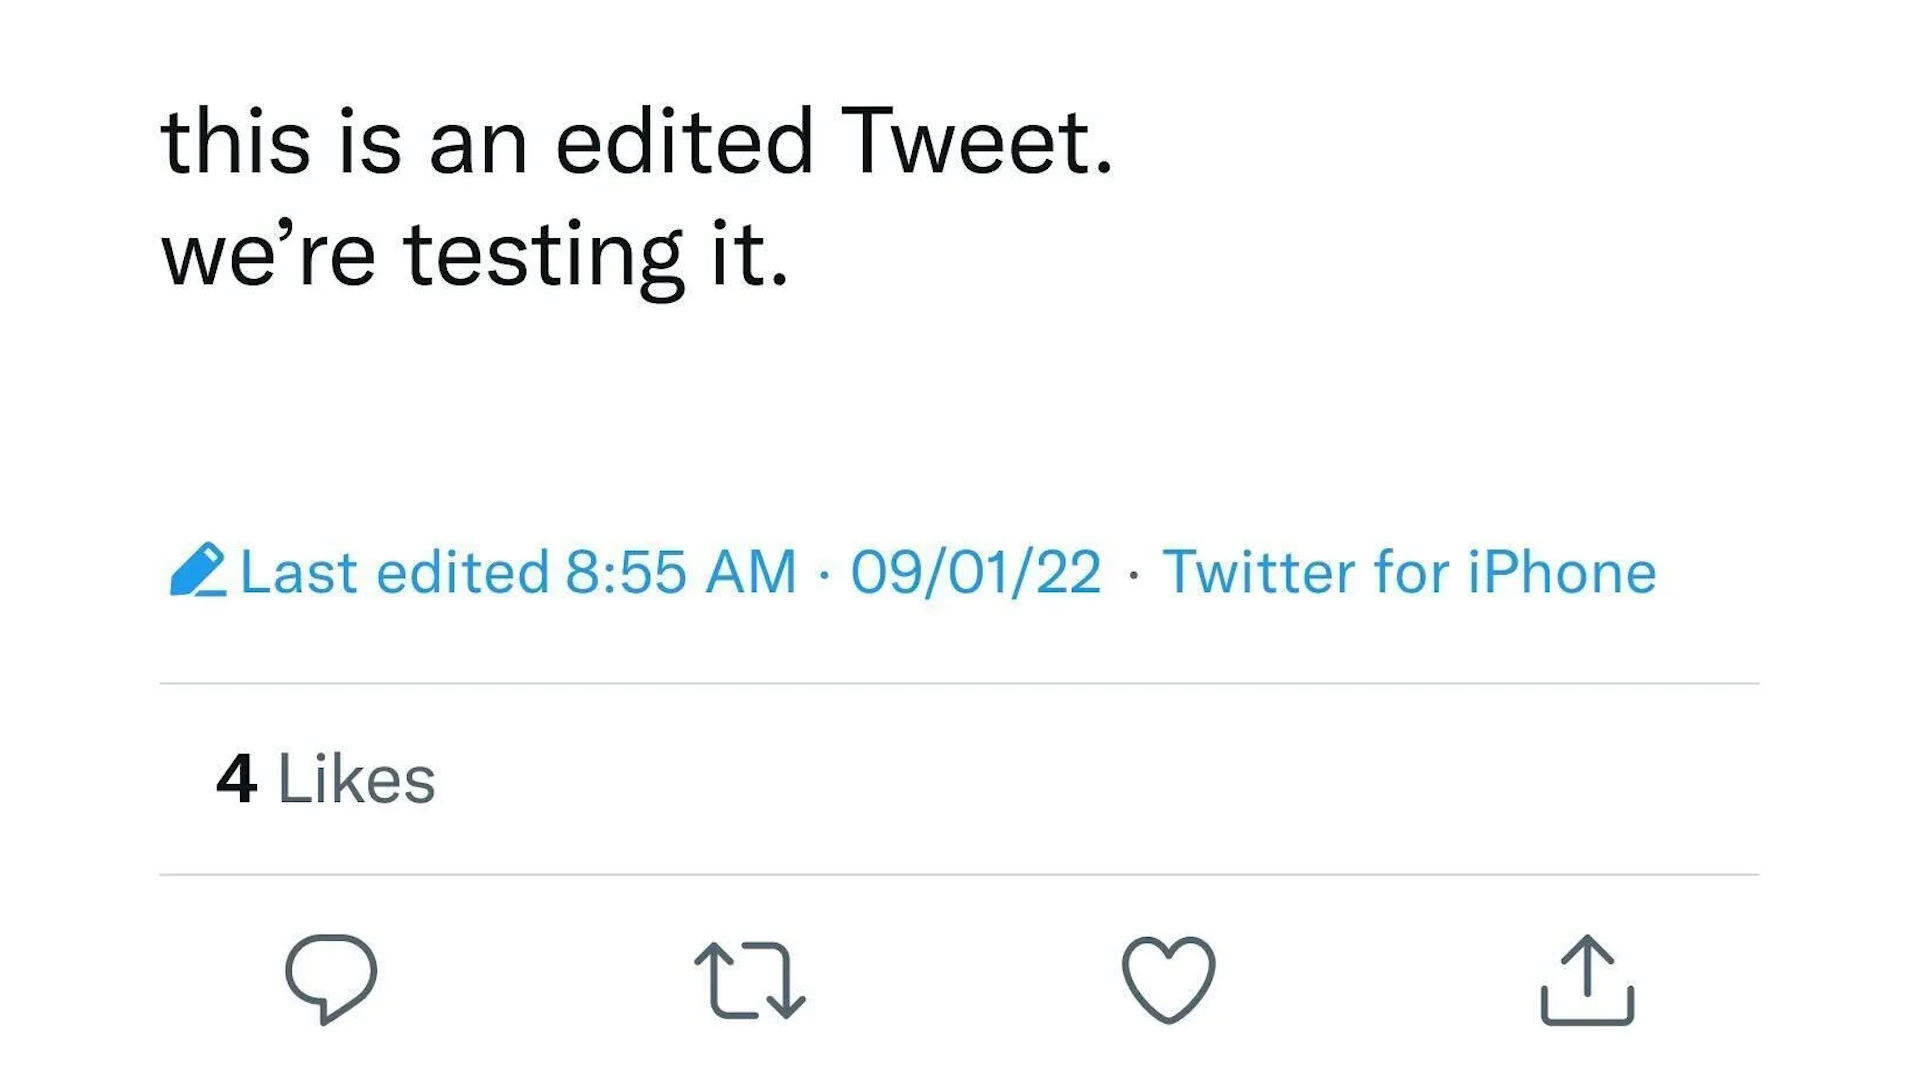 this is an edited Tweet.
we’re testing it.
Last edited 8:55 AM · 09/01/22 · Twitter for iPhone
4 Likes